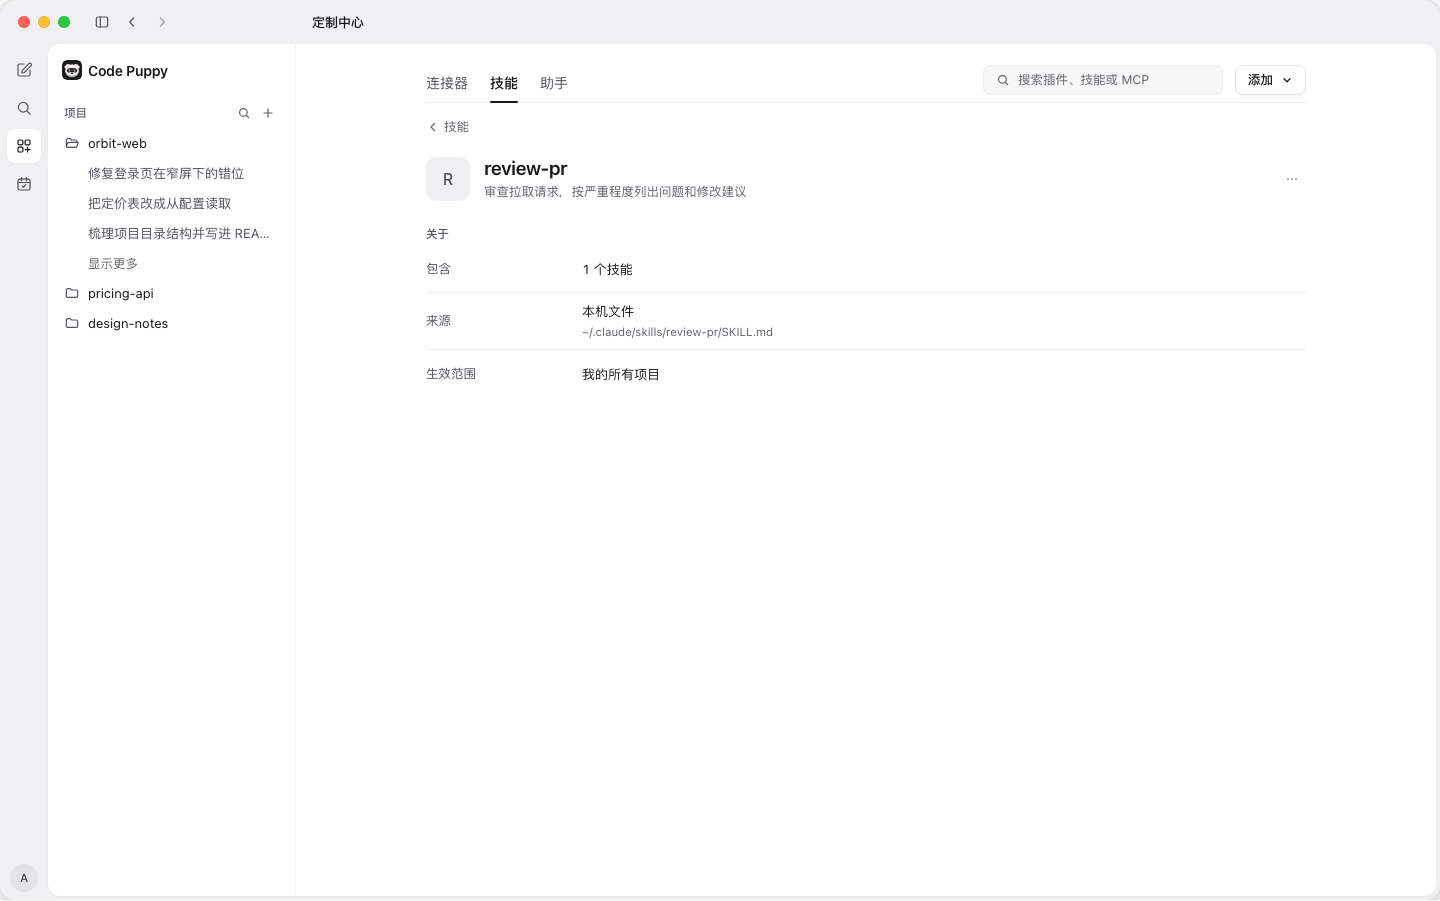 定制中心
Code Puppy
项目
orbit-web
修复登录页在窄屏下的错位
把定价表改成从配置读取
梳理项目目录结构并写进 REA...
显示更多
pricing-api
design-notes
A
连接器 技能 助手
搜索插件、技能或 MCP
添加
技能
R
review-pr
审查拉取请求，按严重程度列出问题和修改建议
关于
包含 1 个技能
来源 本机文件
~/.claude/skills/review-pr/SKILL.md
生效范围 我的所有项目